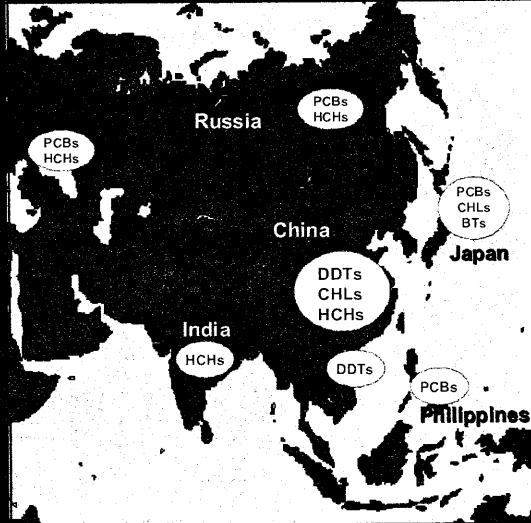 PCBs
HCHs
Russia
PCBs
HCHs
PCBs
CHLs
BTs
Japan
China
DDTs
CHLs
HCHs
India
HCHs
DDTs
PCBs
Philippines